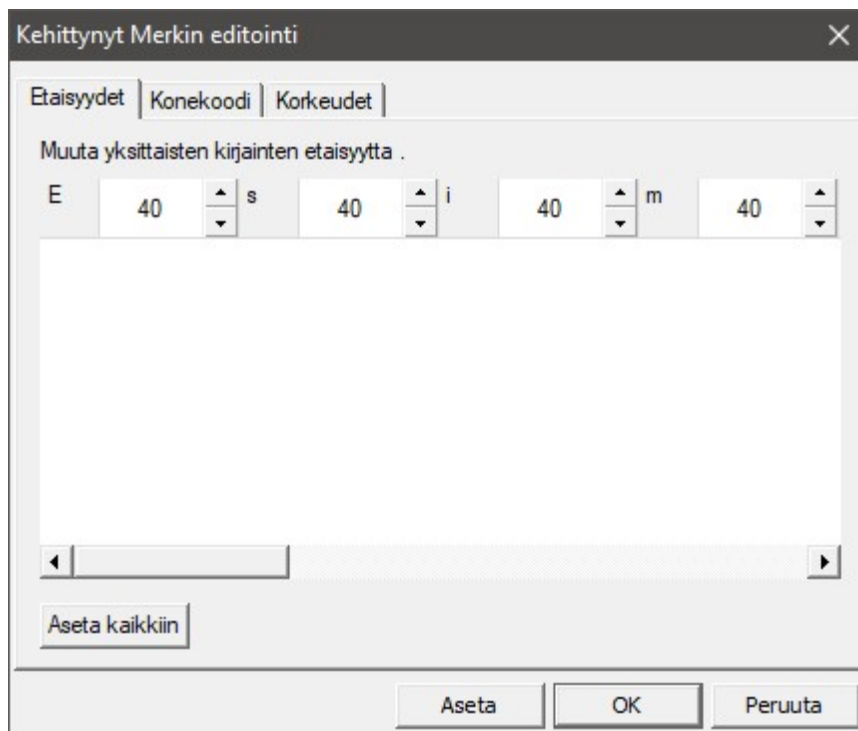 Kehittynyt Merkin editointi
Etaisyydet Konekoodi Korkeudet
Muuta yksittaisten kirjainten etaisyytta .
E 40 s 40 i 40 m 40
Aseta kaikkiin
Aseta OK Peruuta